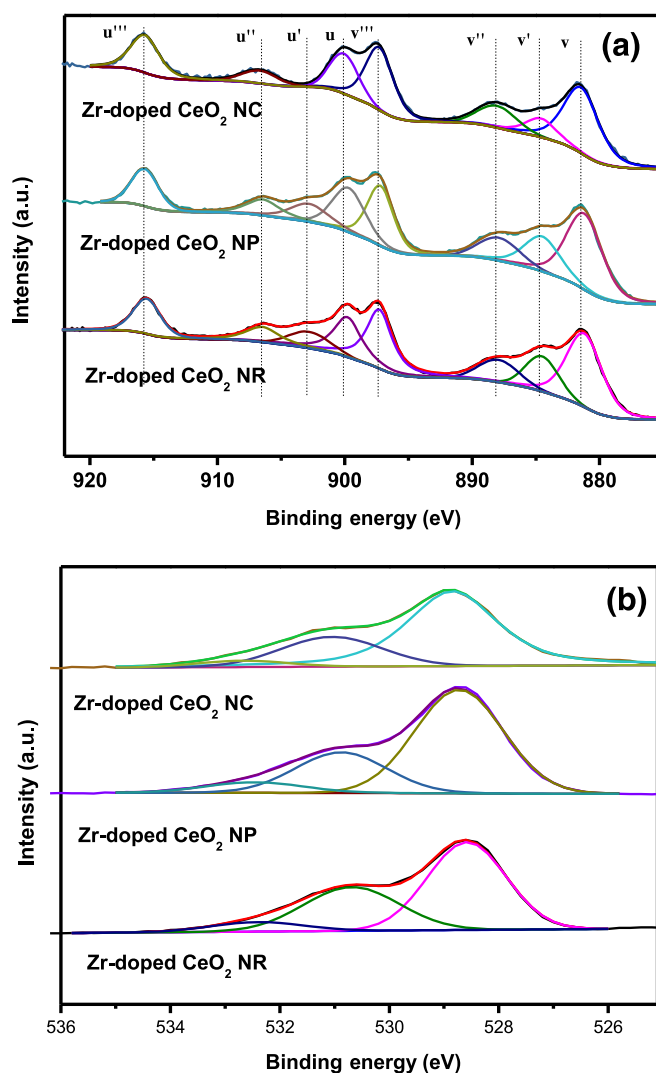 u''' u'' u' u v''' v'' v' v (a)
Zr-doped CeO₂ NC
Zr-doped CeO₂ NP
Zr-doped CeO₂ NR
Intensity (a.u.)
920 910 900 890 880
Binding energy (eV)
(b)
Zr-doped CeO₂ NC
Zr-doped CeO₂ NP
Zr-doped CeO₂ NR
Intensity (a.u.)
536 534 532 530 528 526
Binding energy (eV)